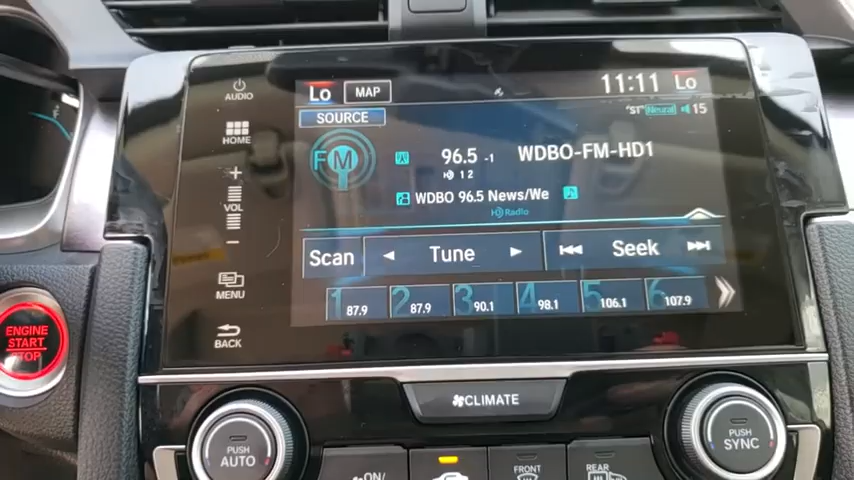 Lo MAP 11:11 Lo
AUDIO
SOURCE "ST" Neural 15
FM 96.5 -1 WDBO-FM-HD1
HOME
1 2
WDBO 96.5 News/We
HD Radio
+
VOL
-
Scan Tune Seek
MENU
1 87.9 2 87.9 3 90.1 4 98.1 5 106.1 6 107.9
BACK
ENGINE
START
STOP
CLIMATE
PUSH
AUTO
PUSH
SYNC
ON/
FRONT
REAR